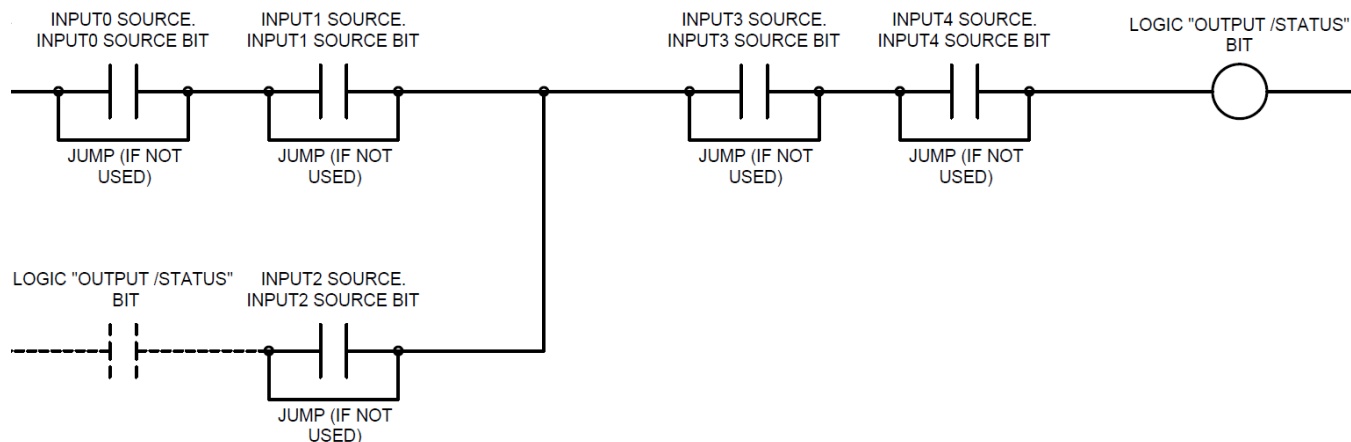 INPUT0 SOURCE.
INPUT0 SOURCE BIT
INPUT1 SOURCE.
INPUT1 SOURCE BIT
INPUT3 SOURCE.
INPUT3 SOURCE BIT
INPUT4 SOURCE.
INPUT4 SOURCE BIT
LOGIC "OUTPUT /STATUS"
BIT
JUMP (IF NOT
USED)
JUMP (IF NOT
USED)
JUMP (IF NOT
USED)
JUMP (IF NOT
USED)
LOGIC "OUTPUT /STATUS"
BIT
INPUT2 SOURCE.
INPUT2 SOURCE BIT
JUMP (IF NOT
USED)